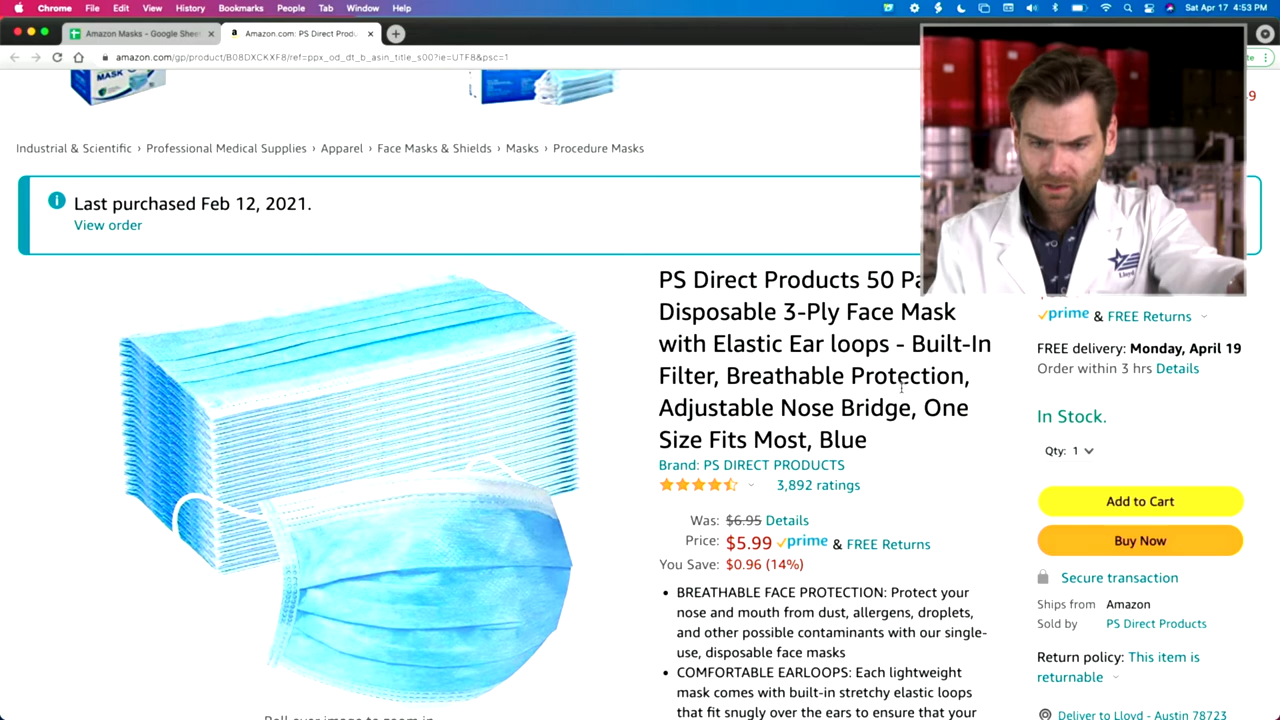 Chrome File Edit View History Bookmarks People Tab Window Help
Sat Apr 17 4:53 PM
Amazon Masks - Google Shee
Amazon.com: PS Direct Produ
amazon.com/gp/product/B08DXCKXF8/ref=ppx_od_dt_b_asin_title_s00?ie=UTF8&psc=1
MASK
Industrial & Scientific › Professional Medical Supplies › Apparel › Face Masks & Shields › Masks › Procedure Masks
Last purchased Feb 12, 2021.
View order
PS Direct Products 50 Pa
Disposable 3-Ply Face Mask
with Elastic Ear loops - Built-In
Filter, Breathable Protection,
Adjustable Nose Bridge, One
Size Fits Most, Blue
Brand: PS DIRECT PRODUCTS
3,892 ratings
Was: $6.95 Details
Price: $5.99 prime & FREE Returns
You Save: $0.96 (14%)
• BREATHABLE FACE PROTECTION: Protect your
nose and mouth from dust, allergens, droplets,
and other possible contaminants with our single-
use, disposable face masks
• COMFORTABLE EARLOOPS: Each lightweight
mask comes with built-in stretchy elastic loops
that fit snugly over the ears to ensure that your
Lloyd
prime & FREE Returns
FREE delivery: Monday, April 19
Order within 3 hrs Details
In Stock.
Qty: 1
Add to Cart
Buy Now
Secure transaction
Ships from Amazon
Sold by PS Direct Products
Return policy: This item is
returnable
Deliver to Lloyd - Austin 78723